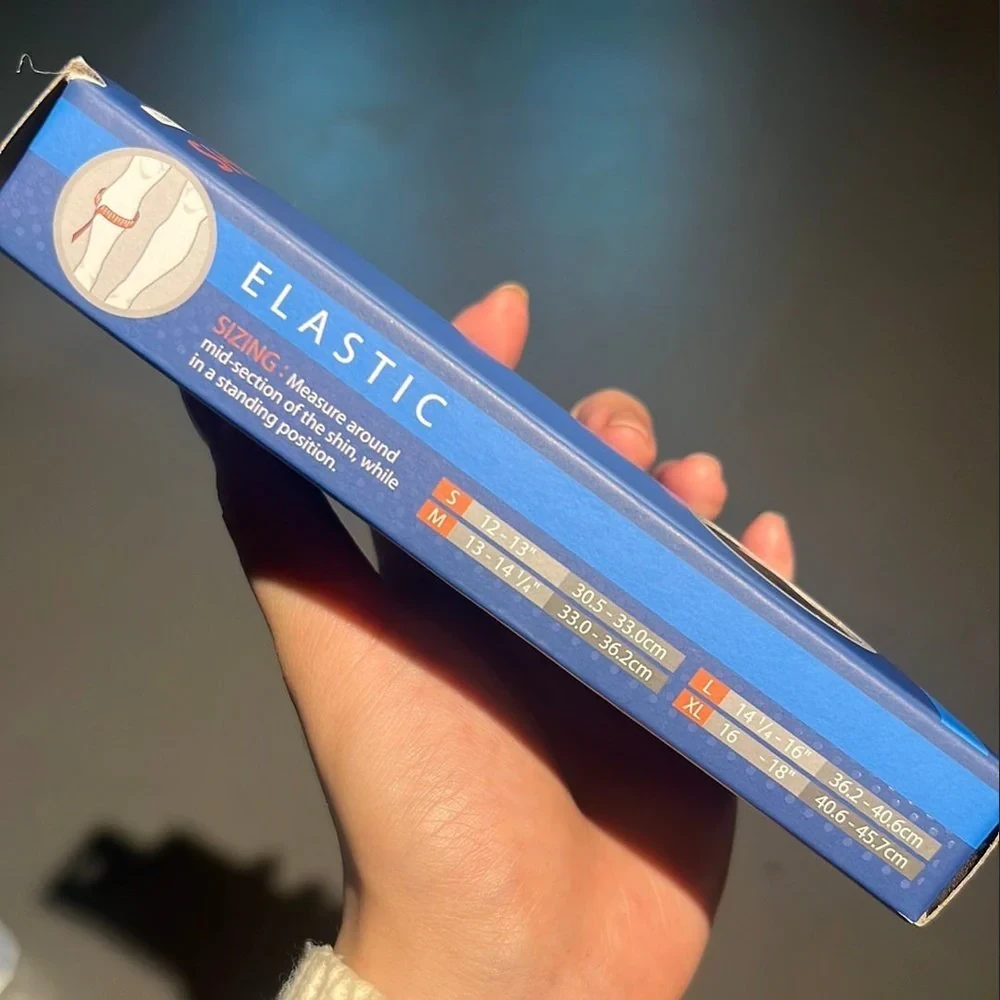 ELASTIC
SIZING : Measure around
mid-section of the shin, while
in a standing position.
S 12 - 13" 30.5 - 33.0cm
M 13 - 14 ¼" 33.0 - 36.2cm
L 14 ¼ - 16" 36.2 - 40.6cm
XL 16 - 18" 40.6 - 45.7cm